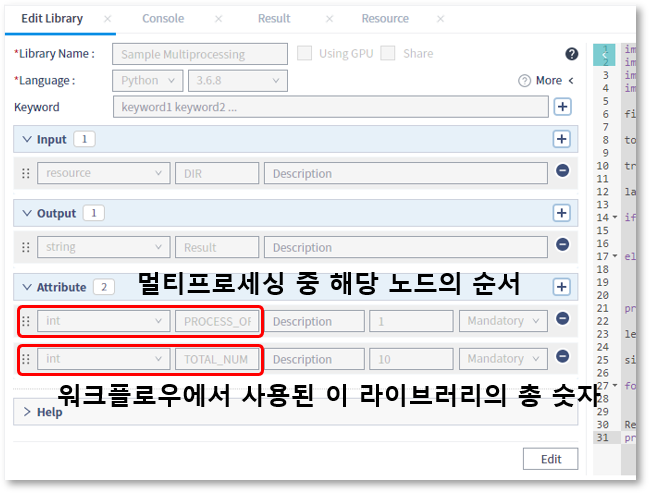 Edit Library × Console × Result × Resource ×
*Library Name : Sample Multiprocessing Using GPU Share ?
*Language : Python 3.6.8 ? More <
Keyword keyword1 keyword2 ... +
Input 1 +
resource DIR Description
Output 1 +
string Result Description
Attribute 2 +
멀티프로세싱 중 해당 노드의 순서
int PROCESS_OF Description 1 Mandatory
int TOTAL_NUM Description 10 Mandatory
워크플로우에서 사용된 이 라이브러리의 총 숫자
> Help
Edit
<
1 im
2 im
3 im
4 im
5
6 fi
7
8 to
9
10 tr
11
12 la
13
14 if
15
16
17 el
18
19
20
21 pr
22
23 le
24
25 si
26
27 fo
28
29
30 Re
31 pr